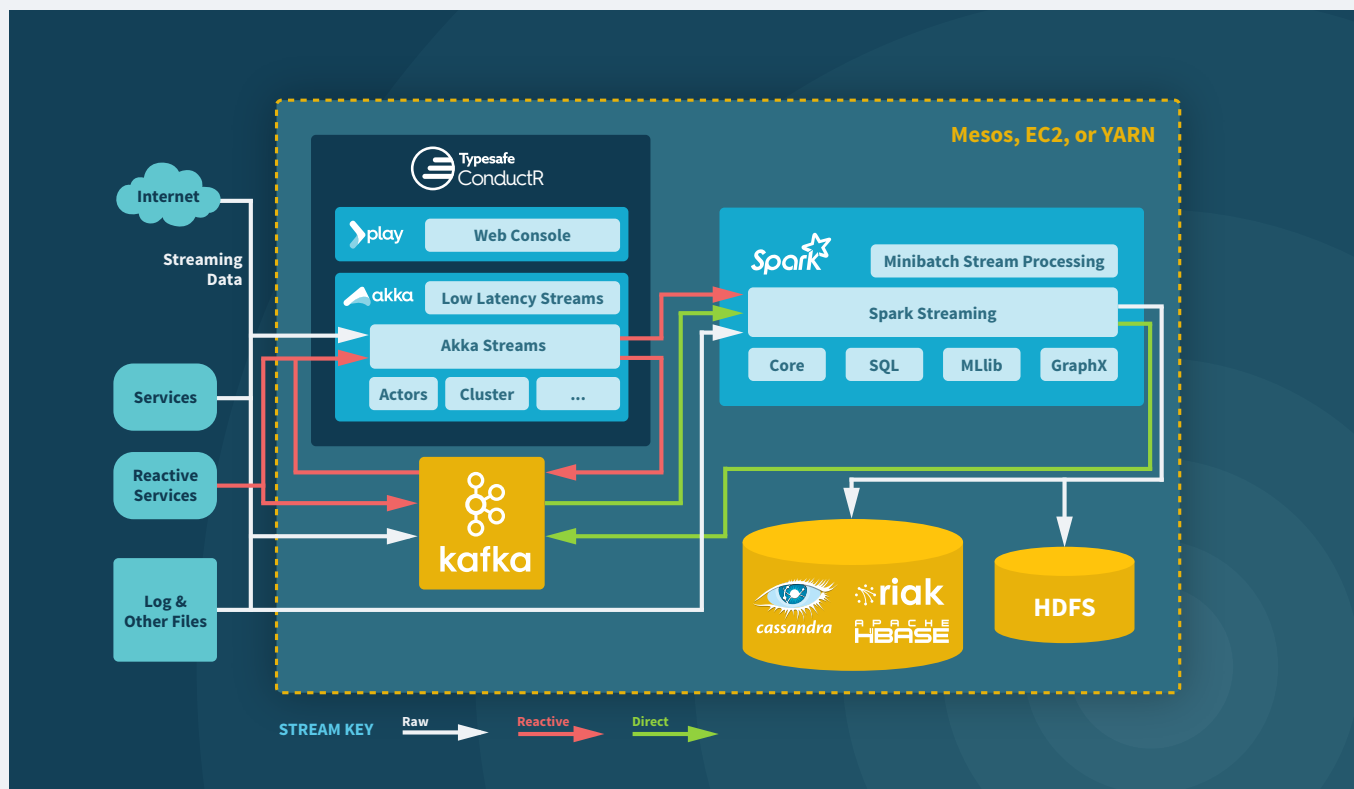 Mesos, EC2, or YARN
Typesafe
ConductR
Internet
Streaming
Data
play
Web Console
akka
Low Latency Streams
Akka Streams
Actors
Cluster
...
Spark
Minibatch Stream Processing
Spark Streaming
Core
SQL
MLlib
GraphX
Services
Reactive
Services
Log &
Other Files
kafka
cassandra
riak
APACHE
HBASE
HDFS
STREAM KEY
Raw
Reactive
Direct